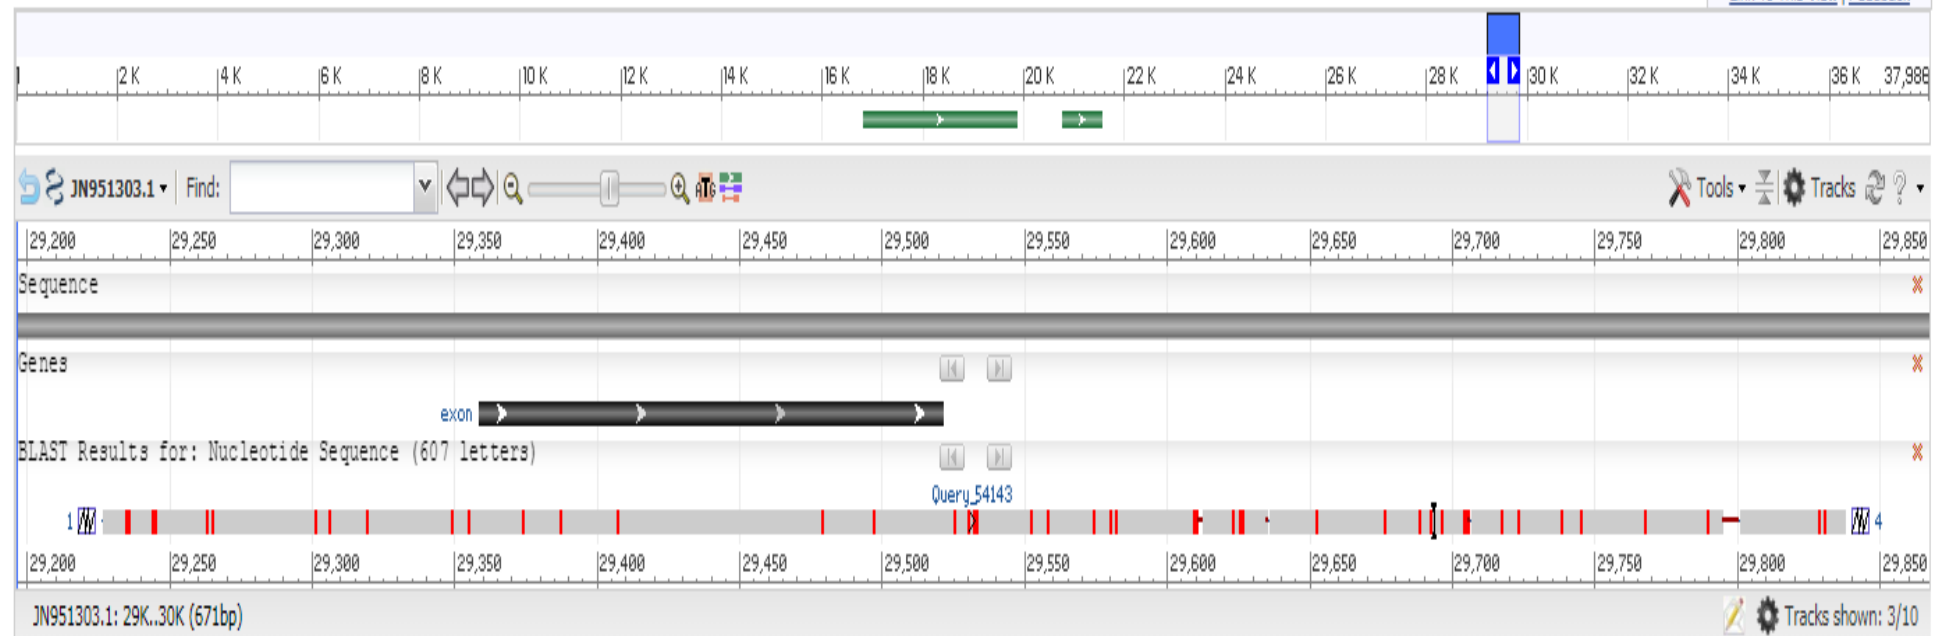 2 K 4 K 6 K 8 K 10 K 12 K 14 K 16 K 18 K 20 K 22 K 24 K 26 K 28 K 30 K 32 K 34 K 36 K 37,986
JN951303.1 Find: ATG Tools Tracks ?
29,200 29,250 29,300 29,350 29,400 29,450 29,500 29,550 29,600 29,650 29,700 29,750 29,800 29,850
Sequence
Genes
exon
BLAST Results for: Nucleotide Sequence (607 letters)
Query_54143
1 4
29,200 29,250 29,300 29,350 29,400 29,450 29,500 29,550 29,600 29,650 29,700 29,750 29,800 29,850
JN951303.1: 29K..30K (671bp) Tracks shown: 3/10